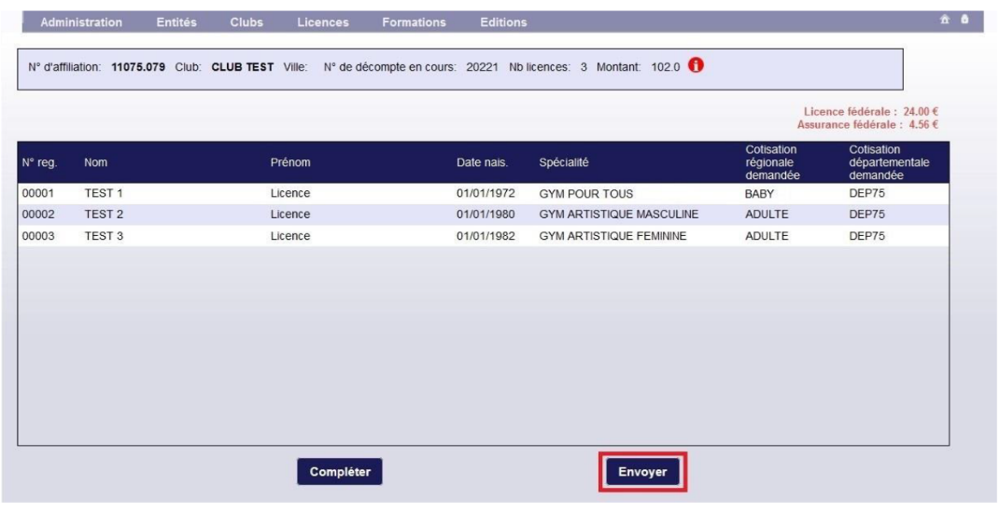 Administration Entités Clubs Licences Formations Editions
N° d'affiliation: 11075.079 Club: CLUB TEST Ville: N° de décompte en cours: 20221 Nb licences: 3 Montant: 102.0
Licence fédérale : 24.00 €
Assurance fédérale : 4.56 €
N° reg. Nom Prénom Date nais. Spécialité Cotisation régionale demandée Cotisation départementale demandée
00001 TEST 1 Licence 01/01/1972 GYM POUR TOUS BABY DEP75
00002 TEST 2 Licence 01/01/1980 GYM ARTISTIQUE MASCULINE ADULTE DEP75
00003 TEST 3 Licence 01/01/1982 GYM ARTISTIQUE FEMININE ADULTE DEP75
Compléter Envoyer